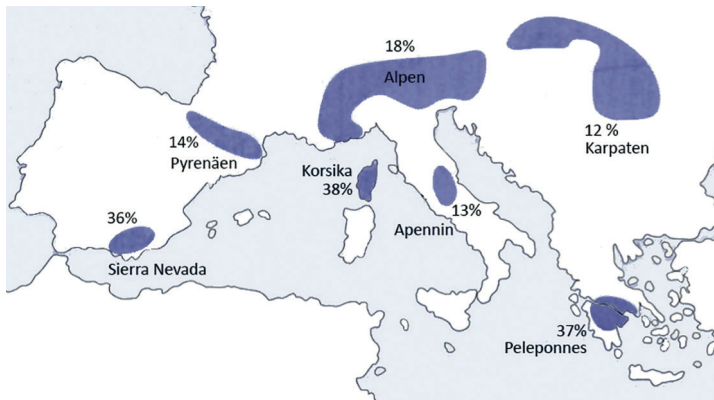 18%
Alpen
14%
Pyrenäen
12 %
Karpaten
Korsika
38%
13%
Apennin
36%
Sierra Nevada
37%
Peleponnes